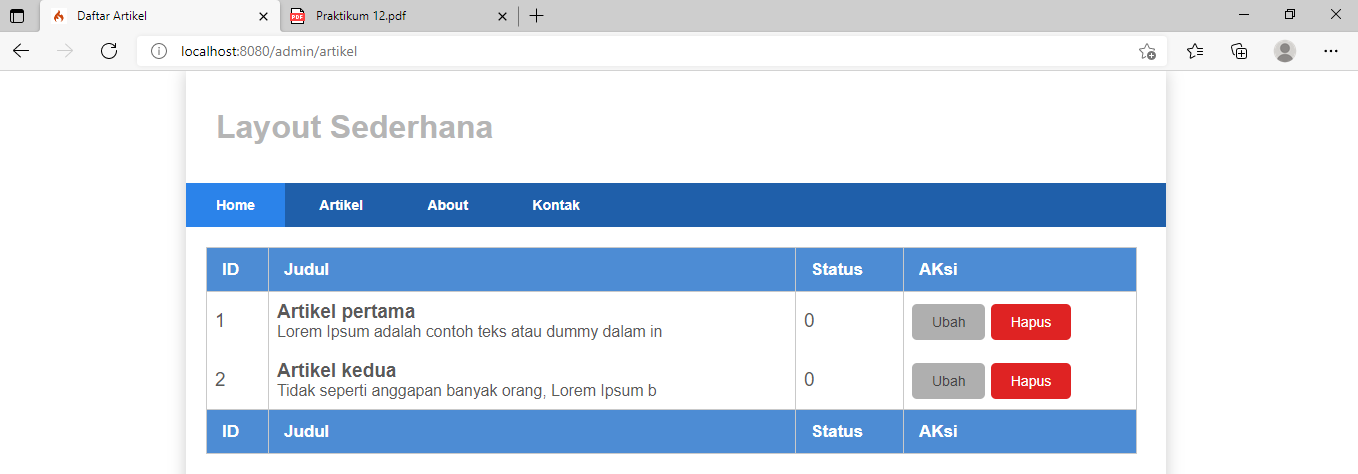 Daftar Artikel
Praktikum 12.pdf
localhost:8080/admin/artikel
Layout Sederhana
Home Artikel About Kontak
ID Judul Status AKsi
1 Artikel pertama 0 Ubah Hapus
Lorem Ipsum adalah contoh teks atau dummy dalam in
2 Artikel kedua 0 Ubah Hapus
Tidak seperti anggapan banyak orang, Lorem Ipsum b
ID Judul Status AKsi